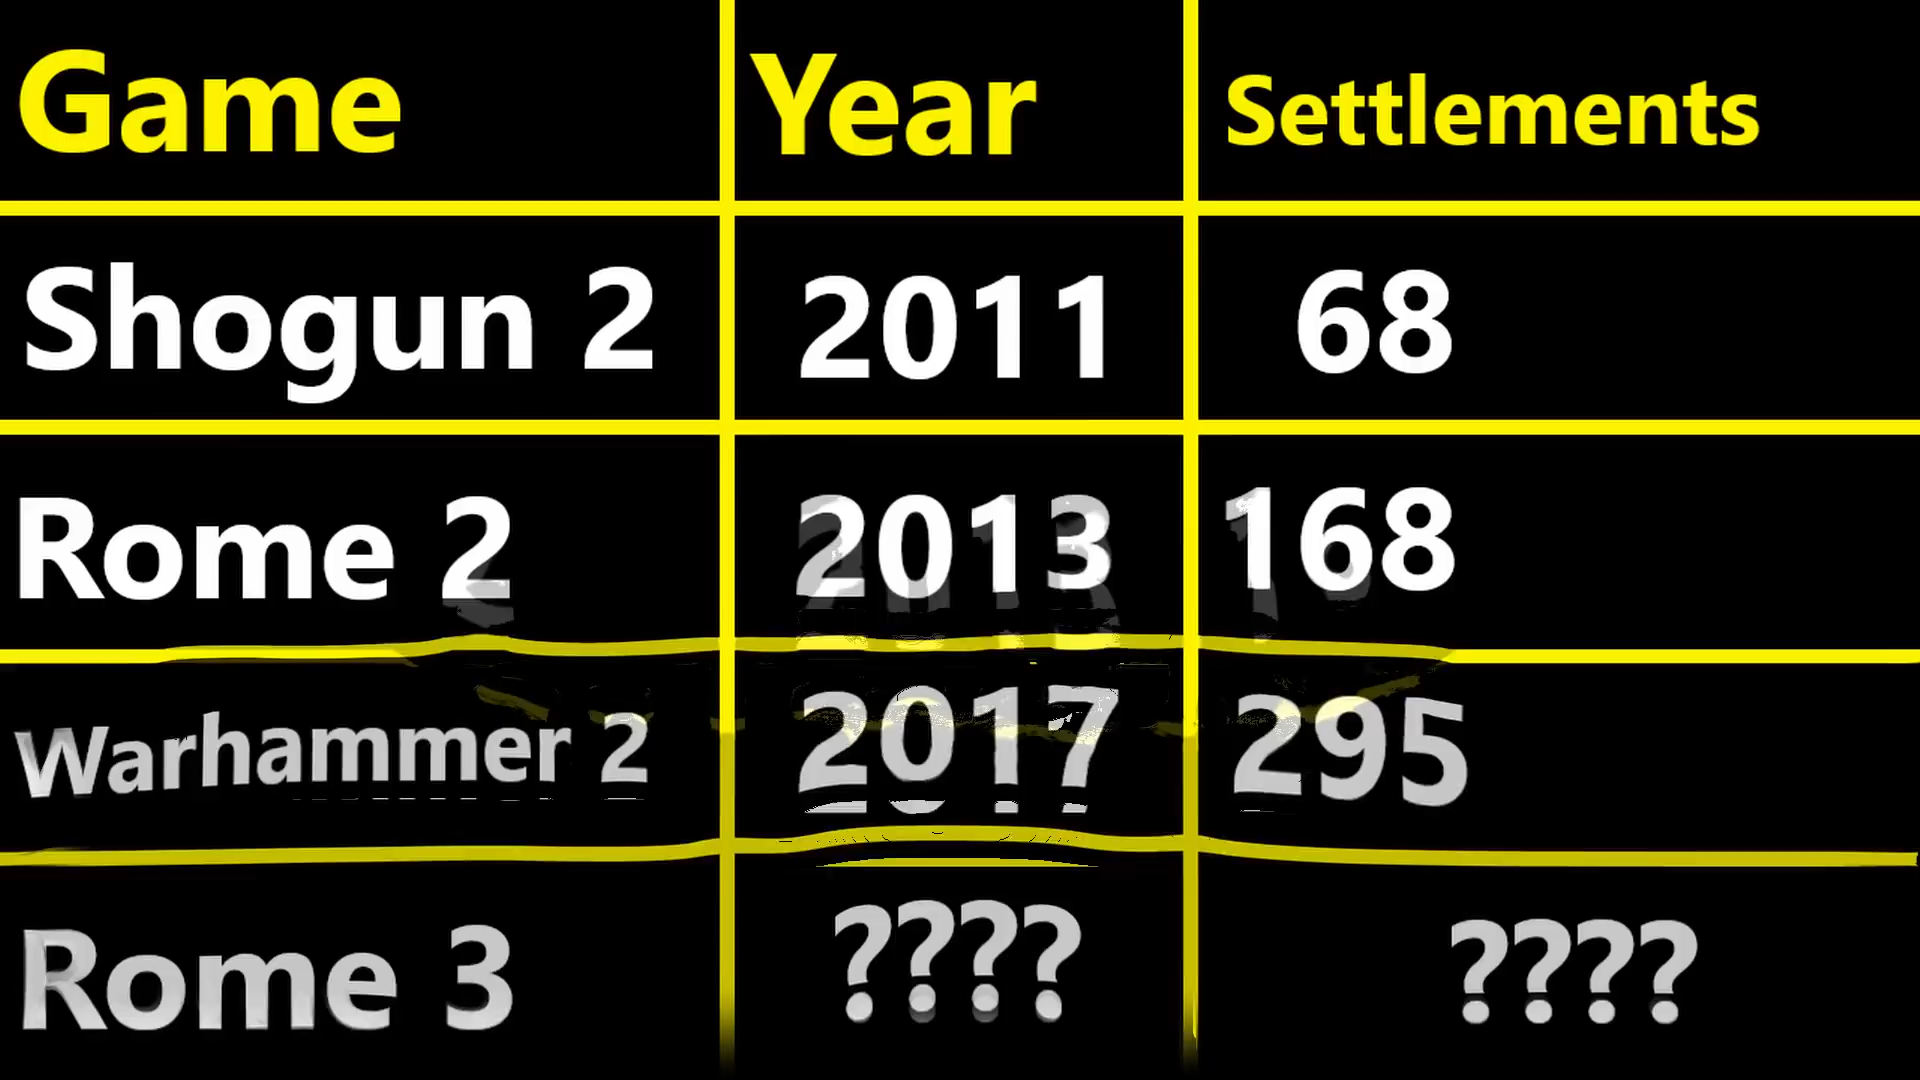 Game Year Settlements
Shogun 2 2011 68
Rome 2 2013 168
Warhammer 2 2017 295
Rome 3 ???? ????